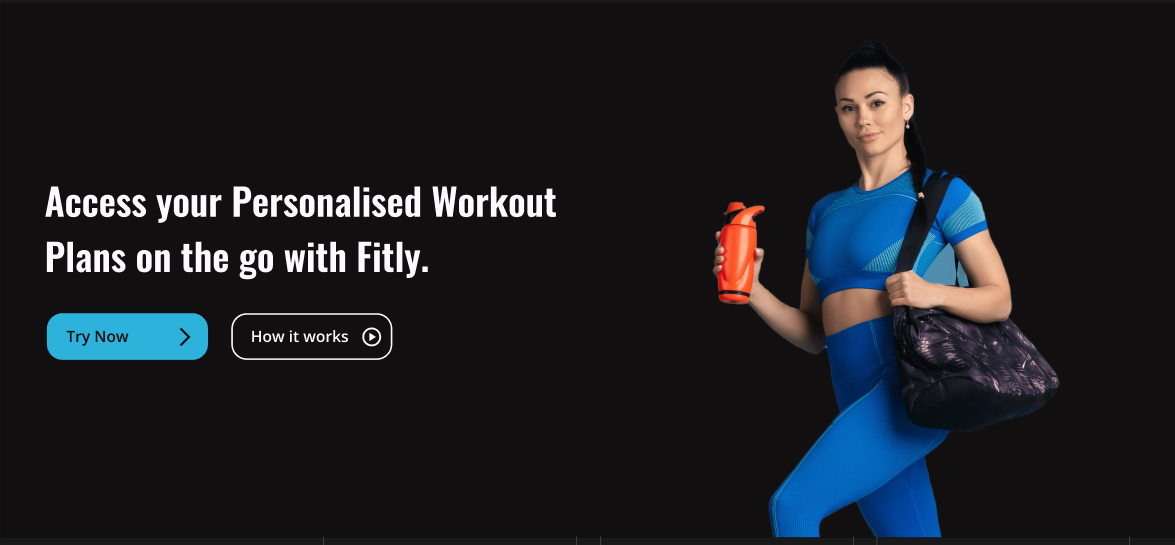 Access your Personalised Workout
Plans on the go with Fitly.
Try Now
How it works